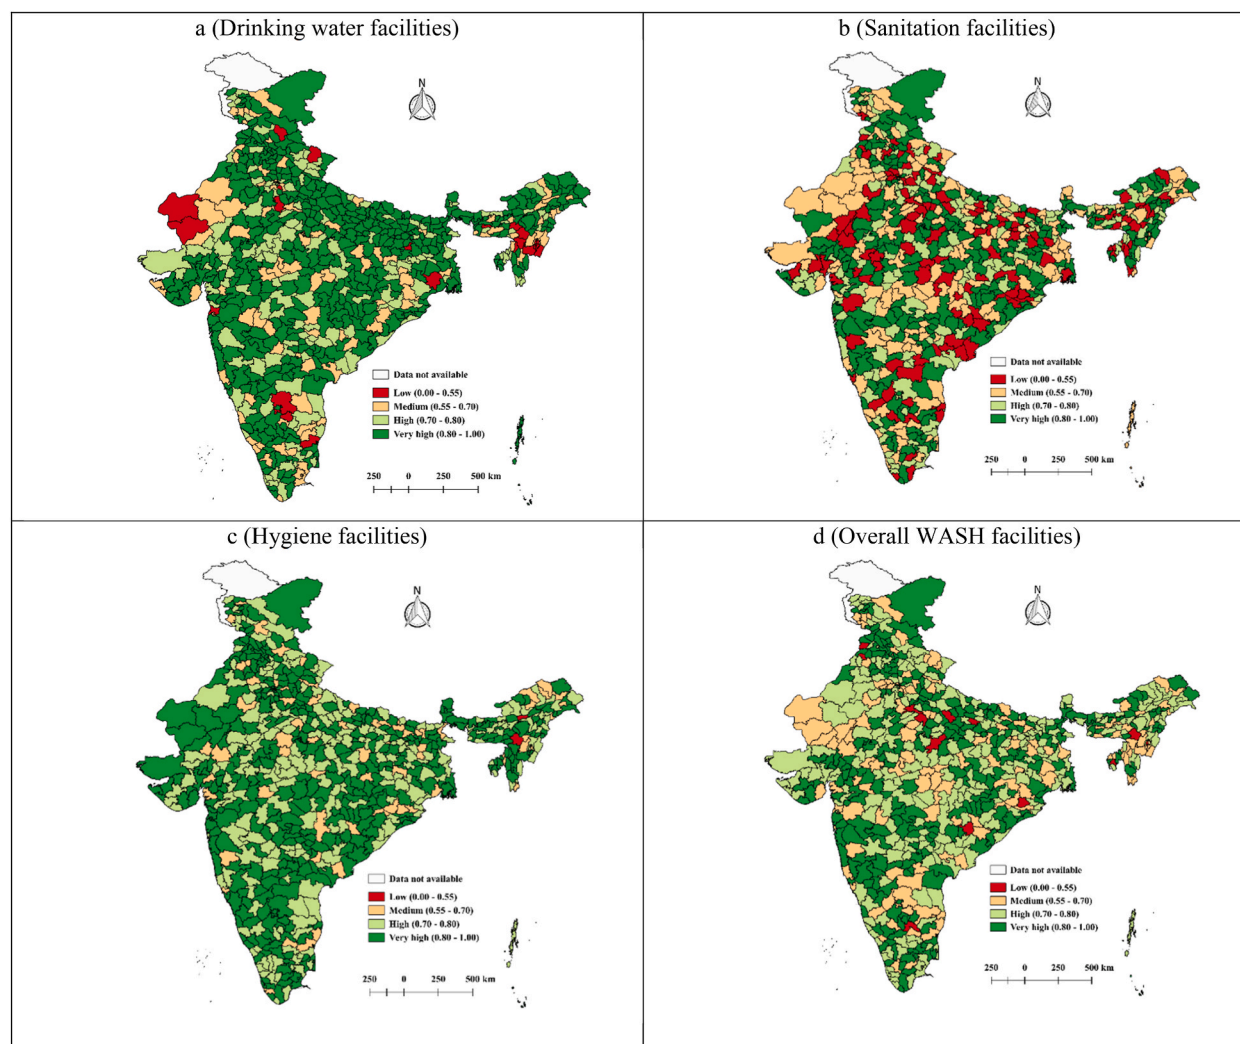 a (Drinking water facilities)
N
Data not available
Low (0.00 - 0.55)
Medium (0.55 - 0.70)
High (0.70 - 0.80)
Very high (0.80 - 1.00)
250 0 250 500 km
b (Sanitation facilities)
N
Data not available
Low (0.00 - 0.55)
Medium (0.55 - 0.70)
High (0.70 - 0.80)
Very high (0.80 - 1.00)
250 0 250 500 km
c (Hygiene facilities)
N
Data not available
Low (0.00 - 0.55)
Medium (0.55 - 0.70)
High (0.70 - 0.80)
Very high (0.80 - 1.00)
250 0 250 500 km
d (Overall WASH facilities)
N
Data not available
Low (0.00 - 0.55)
Medium (0.55 - 0.70)
High (0.70 - 0.80)
Very high (0.80 - 1.00)
250 0 250 500 km